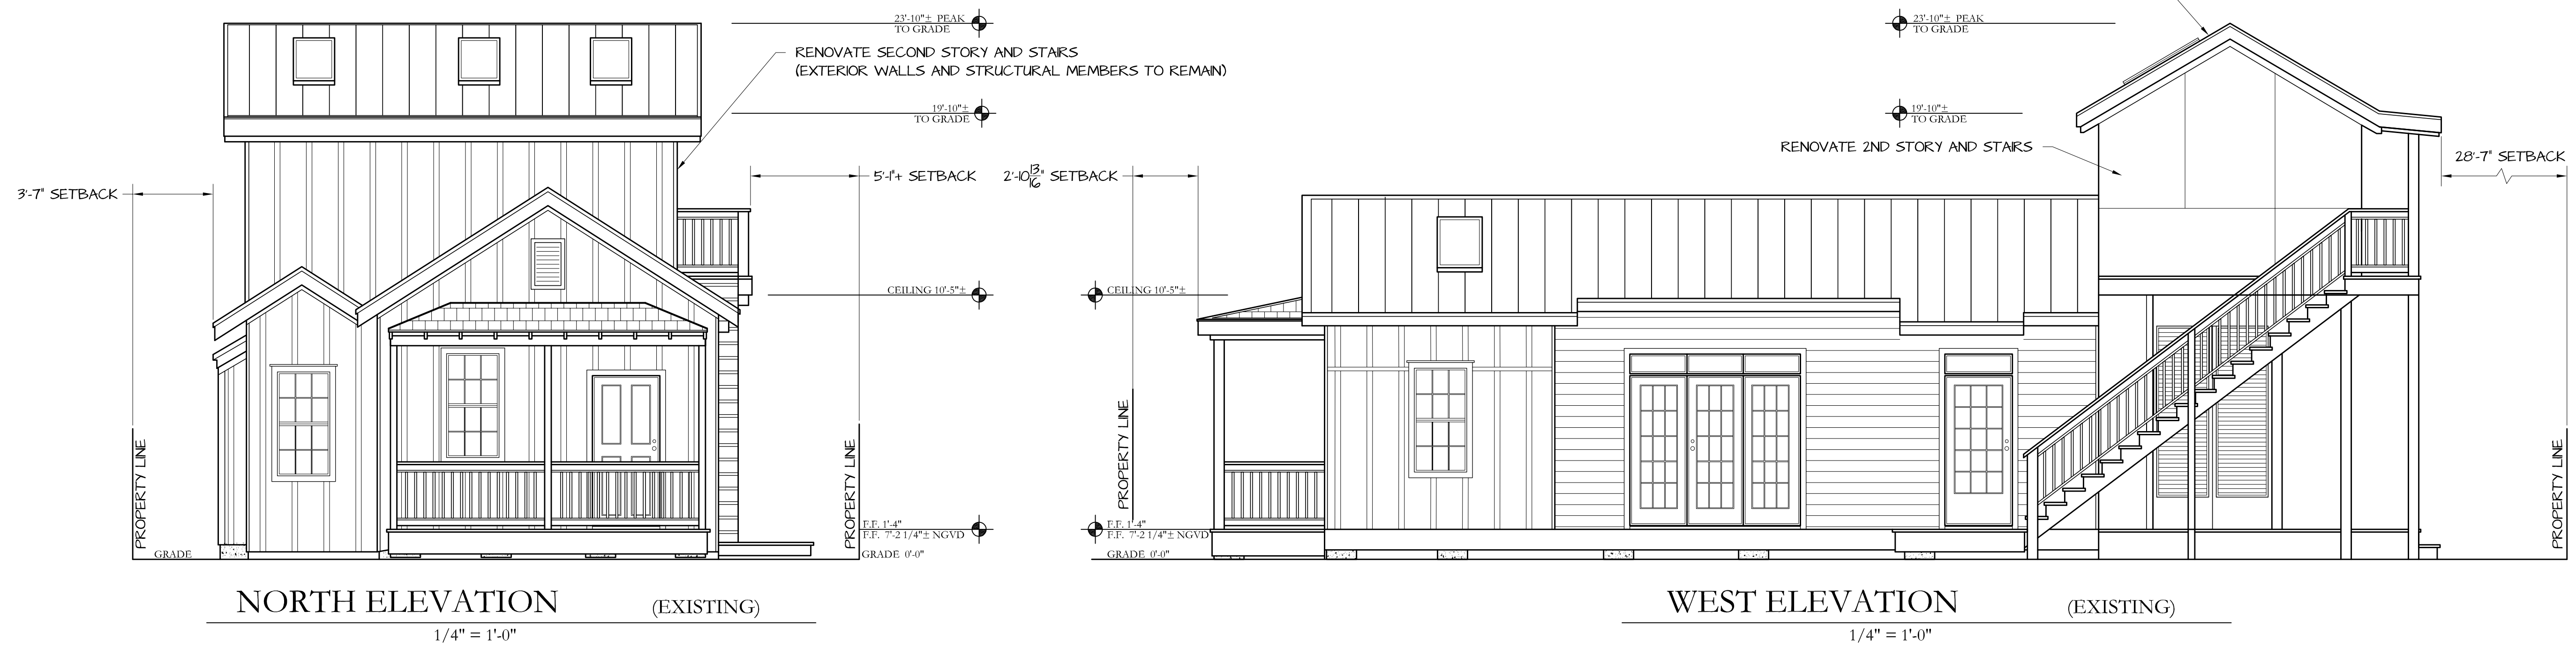 23'-10"± PEAK
TO GRADE
RENOVATE SECOND STORY AND STAIRS
(EXTERIOR WALLS AND STRUCTURAL MEMBERS TO REMAIN)
19'-10"±
TO GRADE
3'-7" SETBACK
5'-1"+ SETBACK
CEILING 10'-5"±
PROPERTY LINE
PROPERTY LINE
F.F. 1'-4"
F.F. 7'-2 1/4"± NGVD
GRADE
GRADE 0'-0"
NORTH ELEVATION (EXISTING)
1/4" = 1'-0"
23'-10"± PEAK
TO GRADE
19'-10"±
TO GRADE
RENOVATE 2ND STORY AND STAIRS
2'-10 13/16" SETBACK
28'-7" SETBACK
CEILING 10'-5"±
PROPERTY LINE
PROPERTY LINE
F.F. 1'-4"
F.F. 7'-2 1/4"± NGVD
GRADE 0'-0"
WEST ELEVATION (EXISTING)
1/4" = 1'-0"